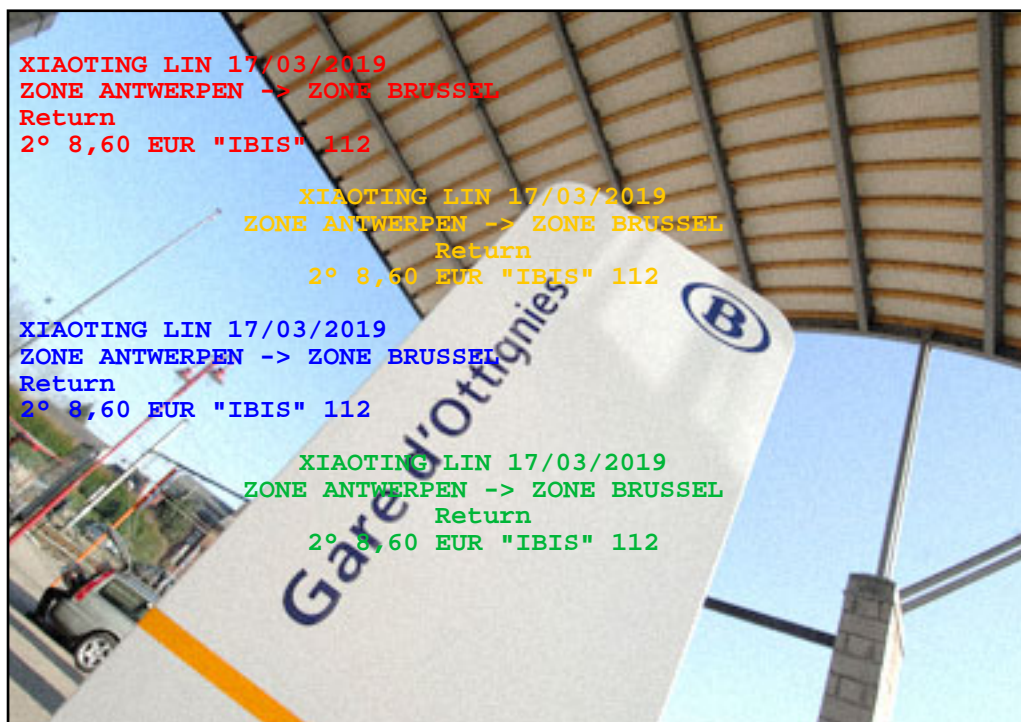 XIAOTING LIN 17/03/2019
ZONE ANTWERPEN -> ZONE BRUSSEL
Return
2° 8,60 EUR "IBIS" 112
XIAOTING LIN 17/03/2019
ZONE ANTWERPEN -> ZONE BRUSSEL
Return
2° 8,60 EUR "IBIS" 112
B
XIAOTING LIN 17/03/2019
ZONE ANTWERPEN -> ZONE BRUSSEL
Return
2° 8,60 EUR "IBIS" 112
Gare d'Ottignies
XIAOTING LIN 17/03/2019
ZONE ANTWERPEN -> ZONE BRUSSEL
Return
2° 8,60 EUR "IBIS" 112